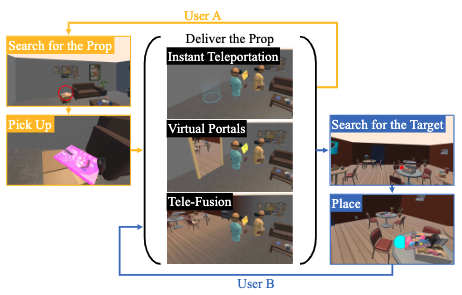 User A
Search for the Prop
Deliver the Prop
Instant Teleportation
Pick Up
Virtual Portals
Search for the Target
Tele-Fusion
Place
User B